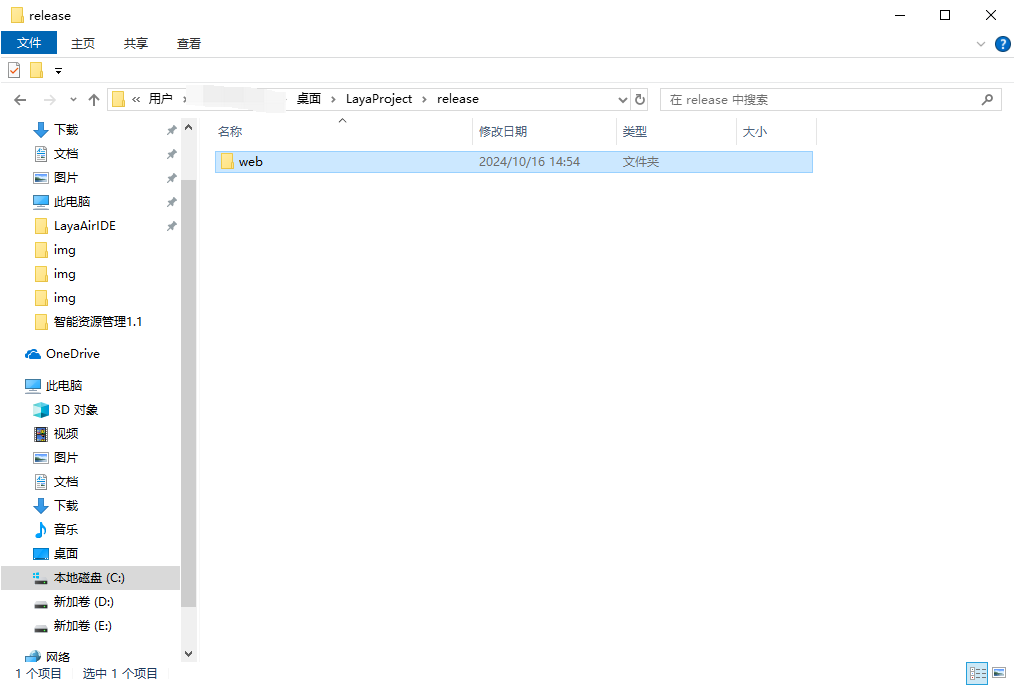 release
文件 主页 共享 查看
?
« 用户 › › 桌面 › LayaProject › release 在 release 中搜索
名称 修改日期 类型 大小
web 2024/10/16 14:54 文件夹
下载
文档
图片
此电脑
LayaAirIDE
img
img
img
智能资源管理1.1
OneDrive
此电脑
3D 对象
视频
图片
文档
下载
音乐
桌面
本地磁盘 (C:)
新加卷 (D:)
新加卷 (E:)
网络
1 个项目 选中 1 个项目